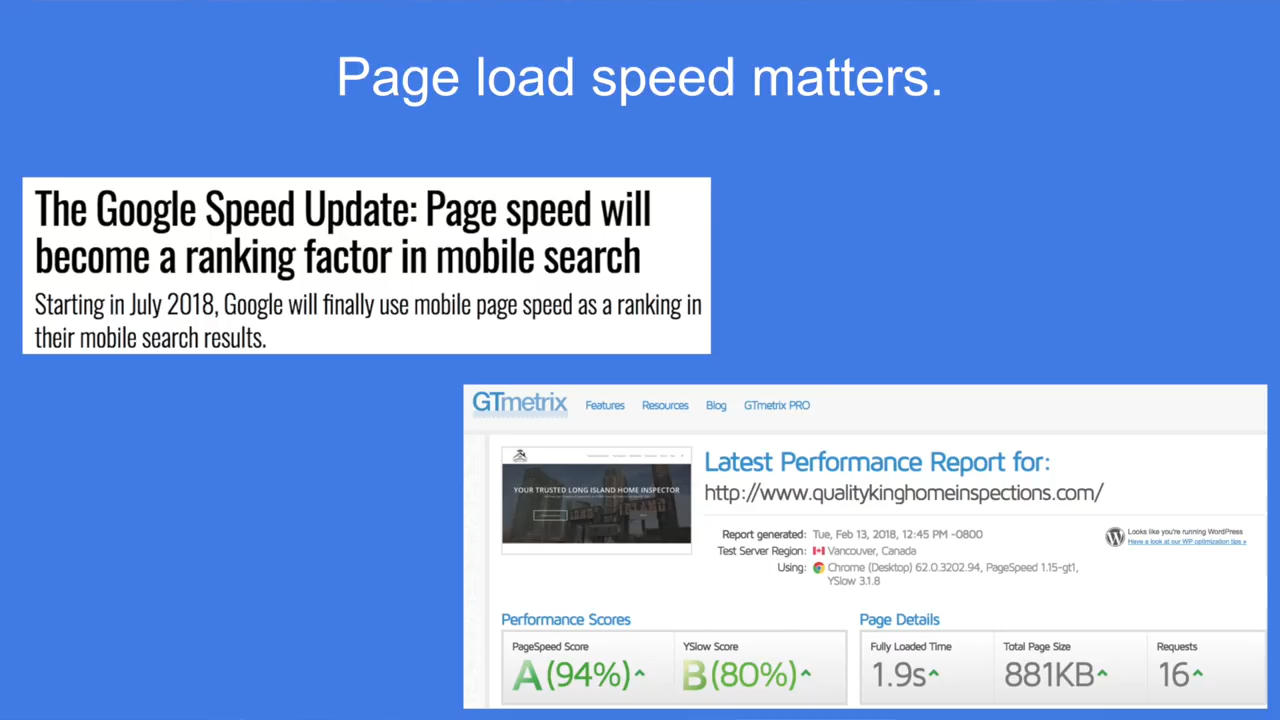 Page load speed matters.
The Google Speed Update: Page speed will
become a ranking factor in mobile search
Starting in July 2018, Google will finally use mobile page speed as a ranking in
their mobile search results.
GTmetrix Features Resources Blog GTmetrix PRO
YOUR TRUSTED LONG ISLAND HOME INSPECTOR
Latest Performance Report for:
http://www.qualitykinghomeinspections.com/
Report generated: Tue, Feb 13, 2018, 12:45 PM -0800
Test Server Region: Vancouver, Canada
Using: Chrome (Desktop) 62.0.3202.94, PageSpeed 1.15-gt1,
YSlow 3.1.8
Looks like you're running WordPress
Have a look at our WP optimization tips »
Performance Scores
PageSpeed Score YSlow Score
A (94%) B (80%)
Page Details
Fully Loaded Time Total Page Size Requests
1.9s 881KB 16